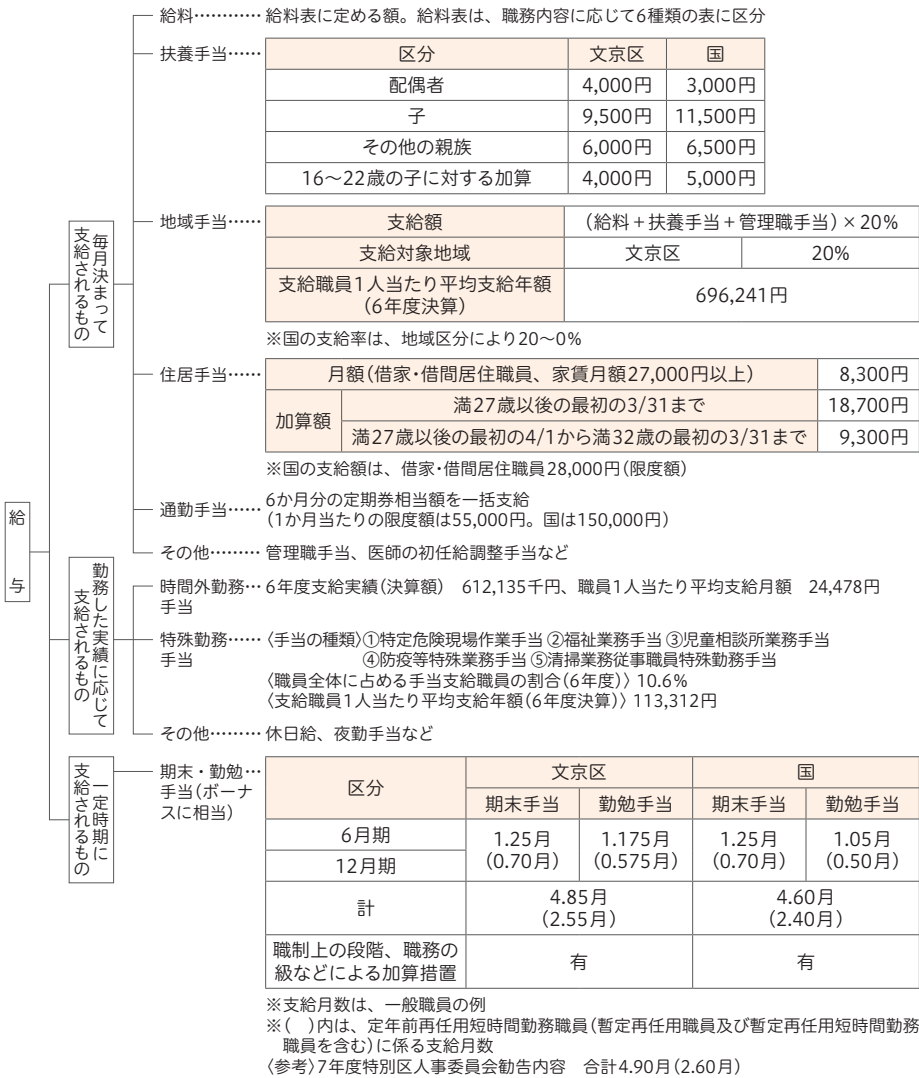 給与
毎月決まって
支給されるもの
給料…………給料表に定める額。給料表は、職務内容に応じて6種類の表に区分
扶養手当……
区分 文京区 国
配偶者 4,000円 3,000円
子 9,500円 11,500円
その他の親族 6,000円 6,500円
16～22歳の子に対する加算 4,000円 5,000円
地域手当……
支給額 （給料＋扶養手当＋管理職手当）×20%
支給対象地域 文京区 20%
支給職員1人当たり平均支給年額
（6年度決算） 696,241円
※国の支給率は、地域区分により20～0%
住居手当……
月額（借家・借間居住職員、家賃月額27,000円以上） 8,300円
加算額 満27歳以後の最初の3/31まで 18,700円
満27歳以後の最初の4/1から満32歳の最初の3/31まで 9,300円
※国の支給額は、借家・借間居住職員28,000円（限度額）
通勤手当……6か月分の定期券相当額を一括支給
（1か月当たりの限度額は55,000円。国は150,000円）
その他………管理職手当、医師の初任給調整手当など
勤務した実績に応じて
支給されるもの
時間外勤務…6年度支給実績（決算額） 612,135千円、職員1人当たり平均支給月額 24,478円
手当
特殊勤務……〈手当の種類〉①特定危険現場作業手当 ②福祉業務手当 ③児童相談所業務手当
手当 ④防疫等特殊業務手当 ⑤清掃業務従事職員特殊勤務手当
〈職員全体に占める手当支給職員の割合（6年度）〉10.6%
〈支給職員1人当たり平均支給年額（6年度決算）〉113,312円
その他………休日給、夜勤手当など
一定時期に
支給されるもの
期末・勤勉…
手当（ボーナ
スに相当）
区分 文京区 国
期末手当 勤勉手当 期末手当 勤勉手当
6月期 1.25月 1.175月 1.25月 1.05月
12月期 （0.70月） （0.575月） （0.70月） （0.50月）
計 4.85月 4.60月
（2.55月） （2.40月）
職制上の段階、職務の
級などによる加算措置 有 有
※支給月数は、一般職員の例
※（ ）内は、定年前再任用短時間勤務職員（暫定再任用職員及び暫定再任用短時間勤務
職員を含む）に係る支給月数
〈参考〉7年度特別区人事委員会勧告内容 合計4.90月（2.60月）